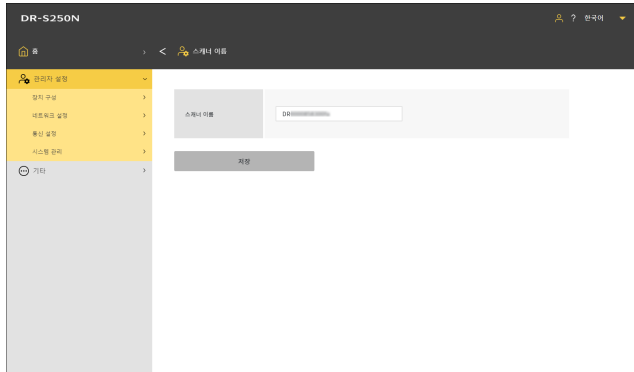 DR-S250N
? 한국어
홈
스캐너 이름
관리자 설정
장치 구성
네트워크 설정
통신 설정
시스템 관리
기타
스캐너 이름
DR
저장